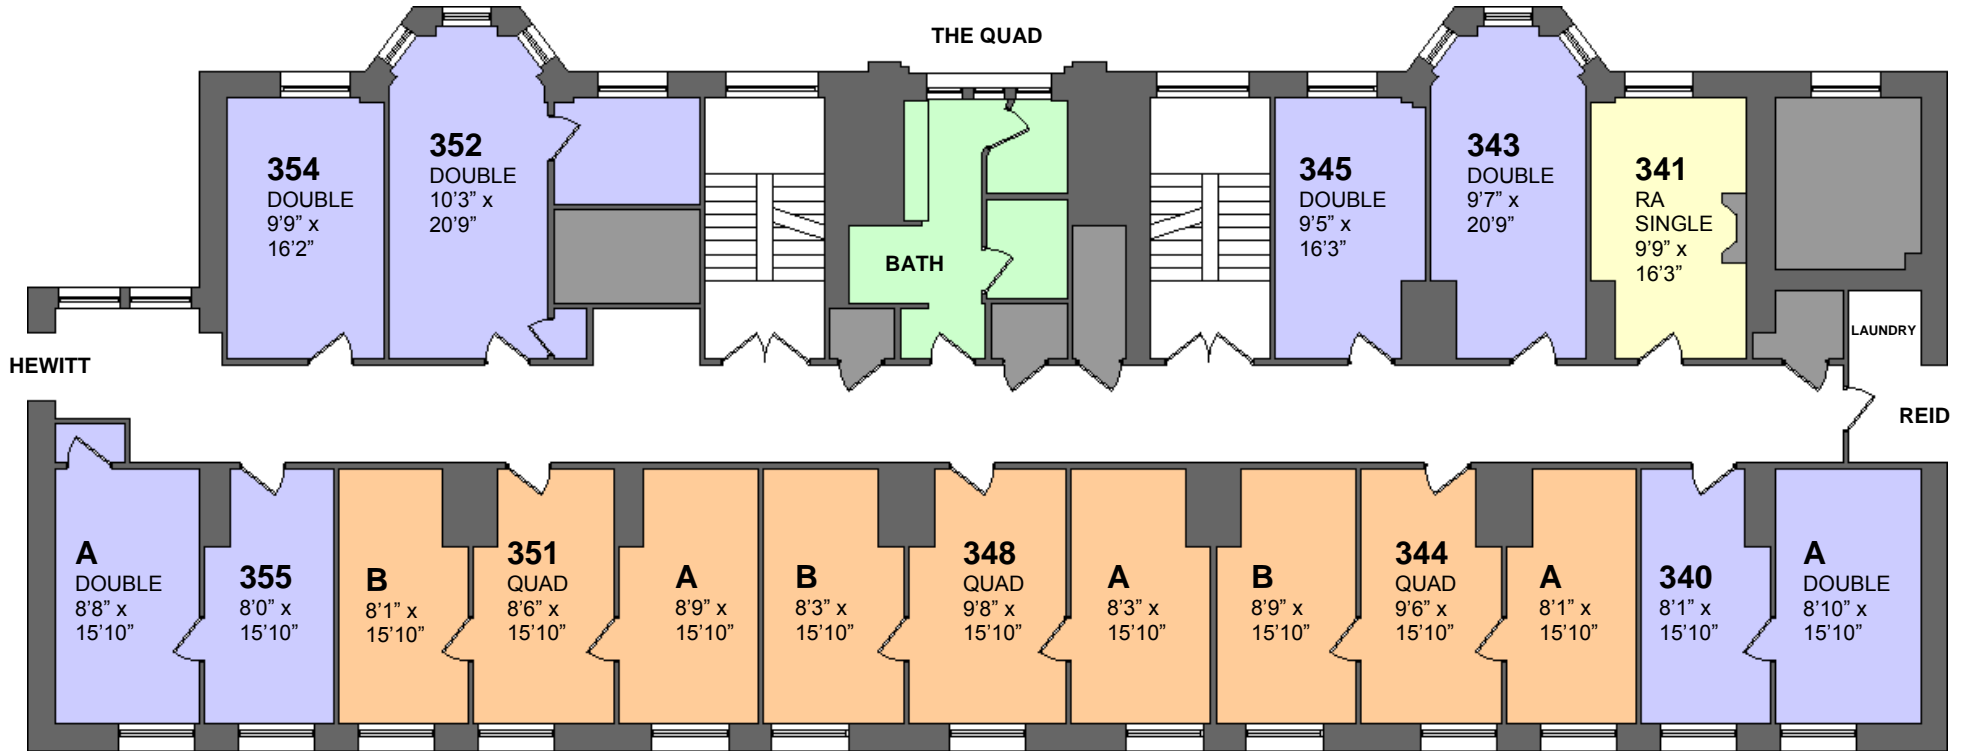 THE QUAD
354
DOUBLE
9’9” x
16’2”
352
DOUBLE
10’3” x
20’9”
BATH
345
DOUBLE
9’5” x
16’3”
343
DOUBLE
9’7” x
20’9”
341
RA
SINGLE
9’9” x
16’3”
LAUNDRY
HEWITT
REID
A
DOUBLE
8’8” x
15’10”
355
8’0” x
15’10”
B
8’1” x
15’10”
351
QUAD
8’6” x
15’10”
A
8’9” x
15’10”
B
8’3” x
15’10”
348
QUAD
9’8” x
15’10”
A
8’3” x
15’10”
B
8’9” x
15’10”
344
QUAD
9’6” x
15’10”
A
8’1” x
15’10”
340
8’1” x
15’10”
A
DOUBLE
8’10” x
15’10”